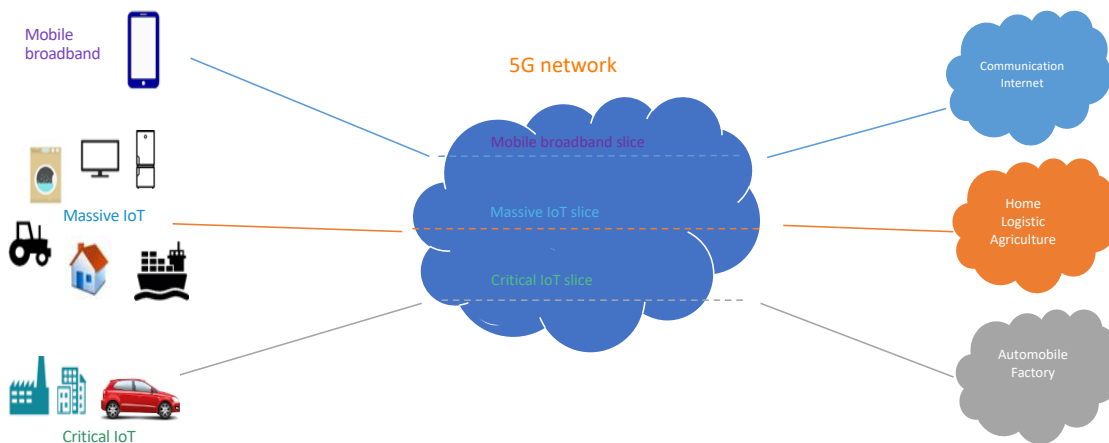 Mobile
broadband
5G network
Communication
Internet
Mobile broadband slice
Massive IoT
Massive IoT slice
Home
Logistic
Agriculture
Critical IoT slice
Automobile
Factory
Critical IoT